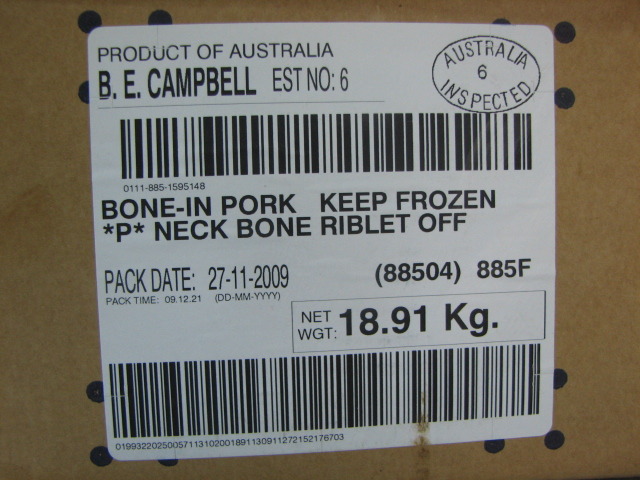 PRODUCT OF AUSTRALIA
B. E. CAMPBELL EST NO: 6
AUSTRALIA
6
INSPECTED
0111-885-1595148
BONE-IN PORK KEEP FROZEN
*P* NECK BONE RIBLET OFF
PACK DATE: 27-11-2009 (88504) 885F
PACK TIME: 09.12.21 (DD-MM-YYYY)
NET WGT: 18.91 Kg.
019932202500571131020018911309112721521​76703